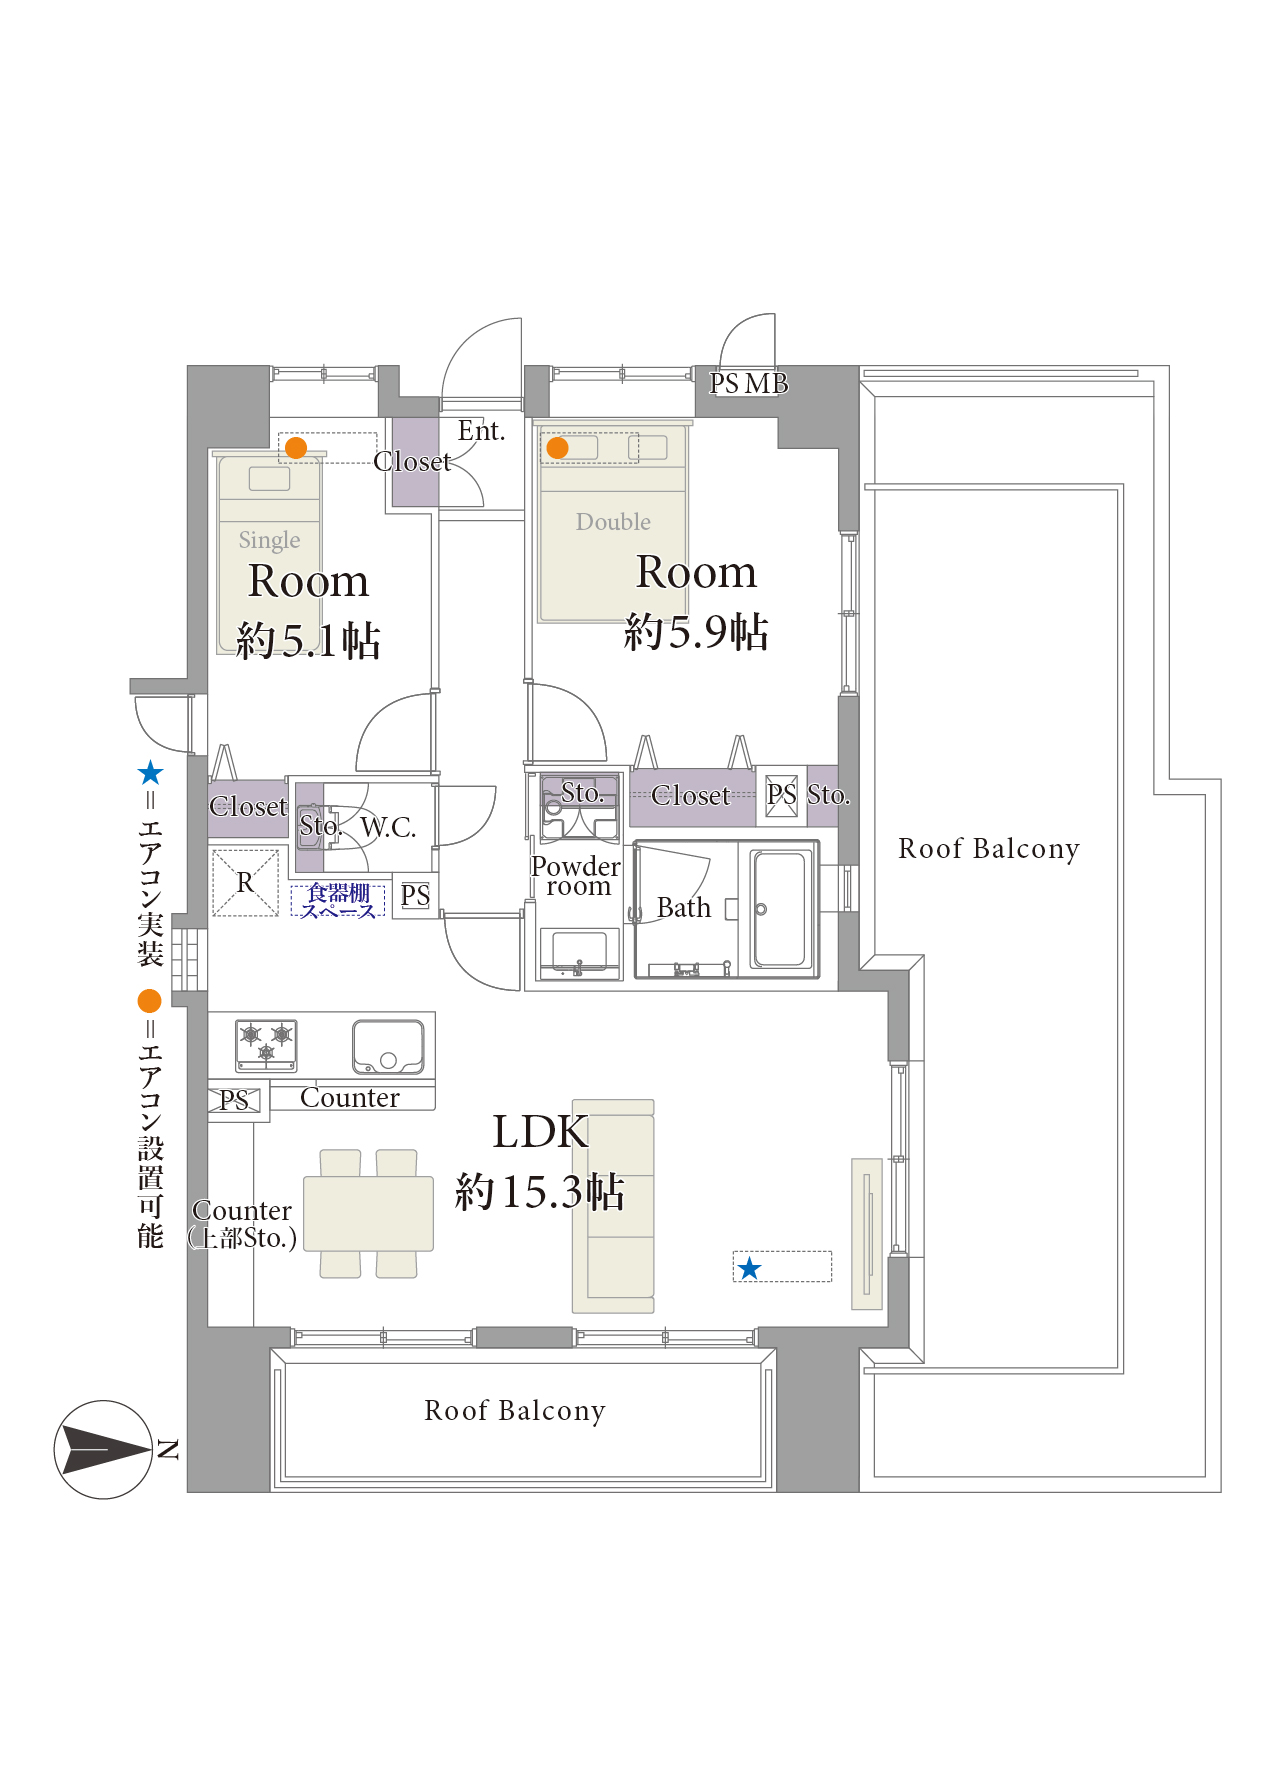 PS MB
Ent.
Closet
Single
Room
約5.1帖
Double
Room
約5.9帖
Closet
Sto.
W.C.
Sto.
Closet
PS
Sto.
R
食器棚
スペース
PS
Powder
room
Bath
Roof Balcony
PS
Counter
LDK
約15.3帖
Counter
(上部Sto.)
Roof Balcony
★＝エアコン実装
●＝エアコン設置可能
N